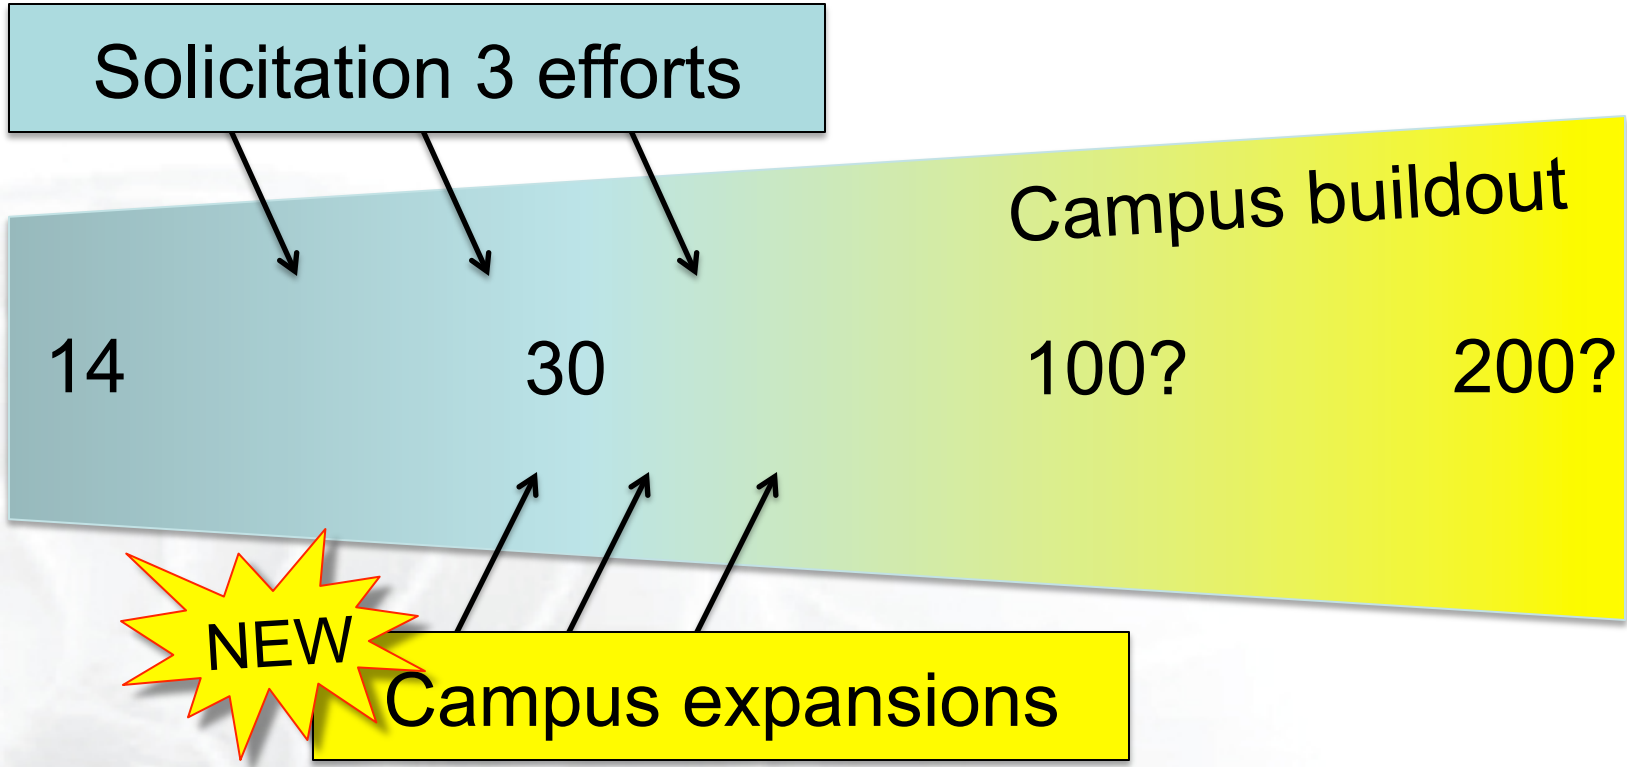 Solicitation 3 efforts
Campus buildout
14 30 100? 200?
NEW
Campus expansions